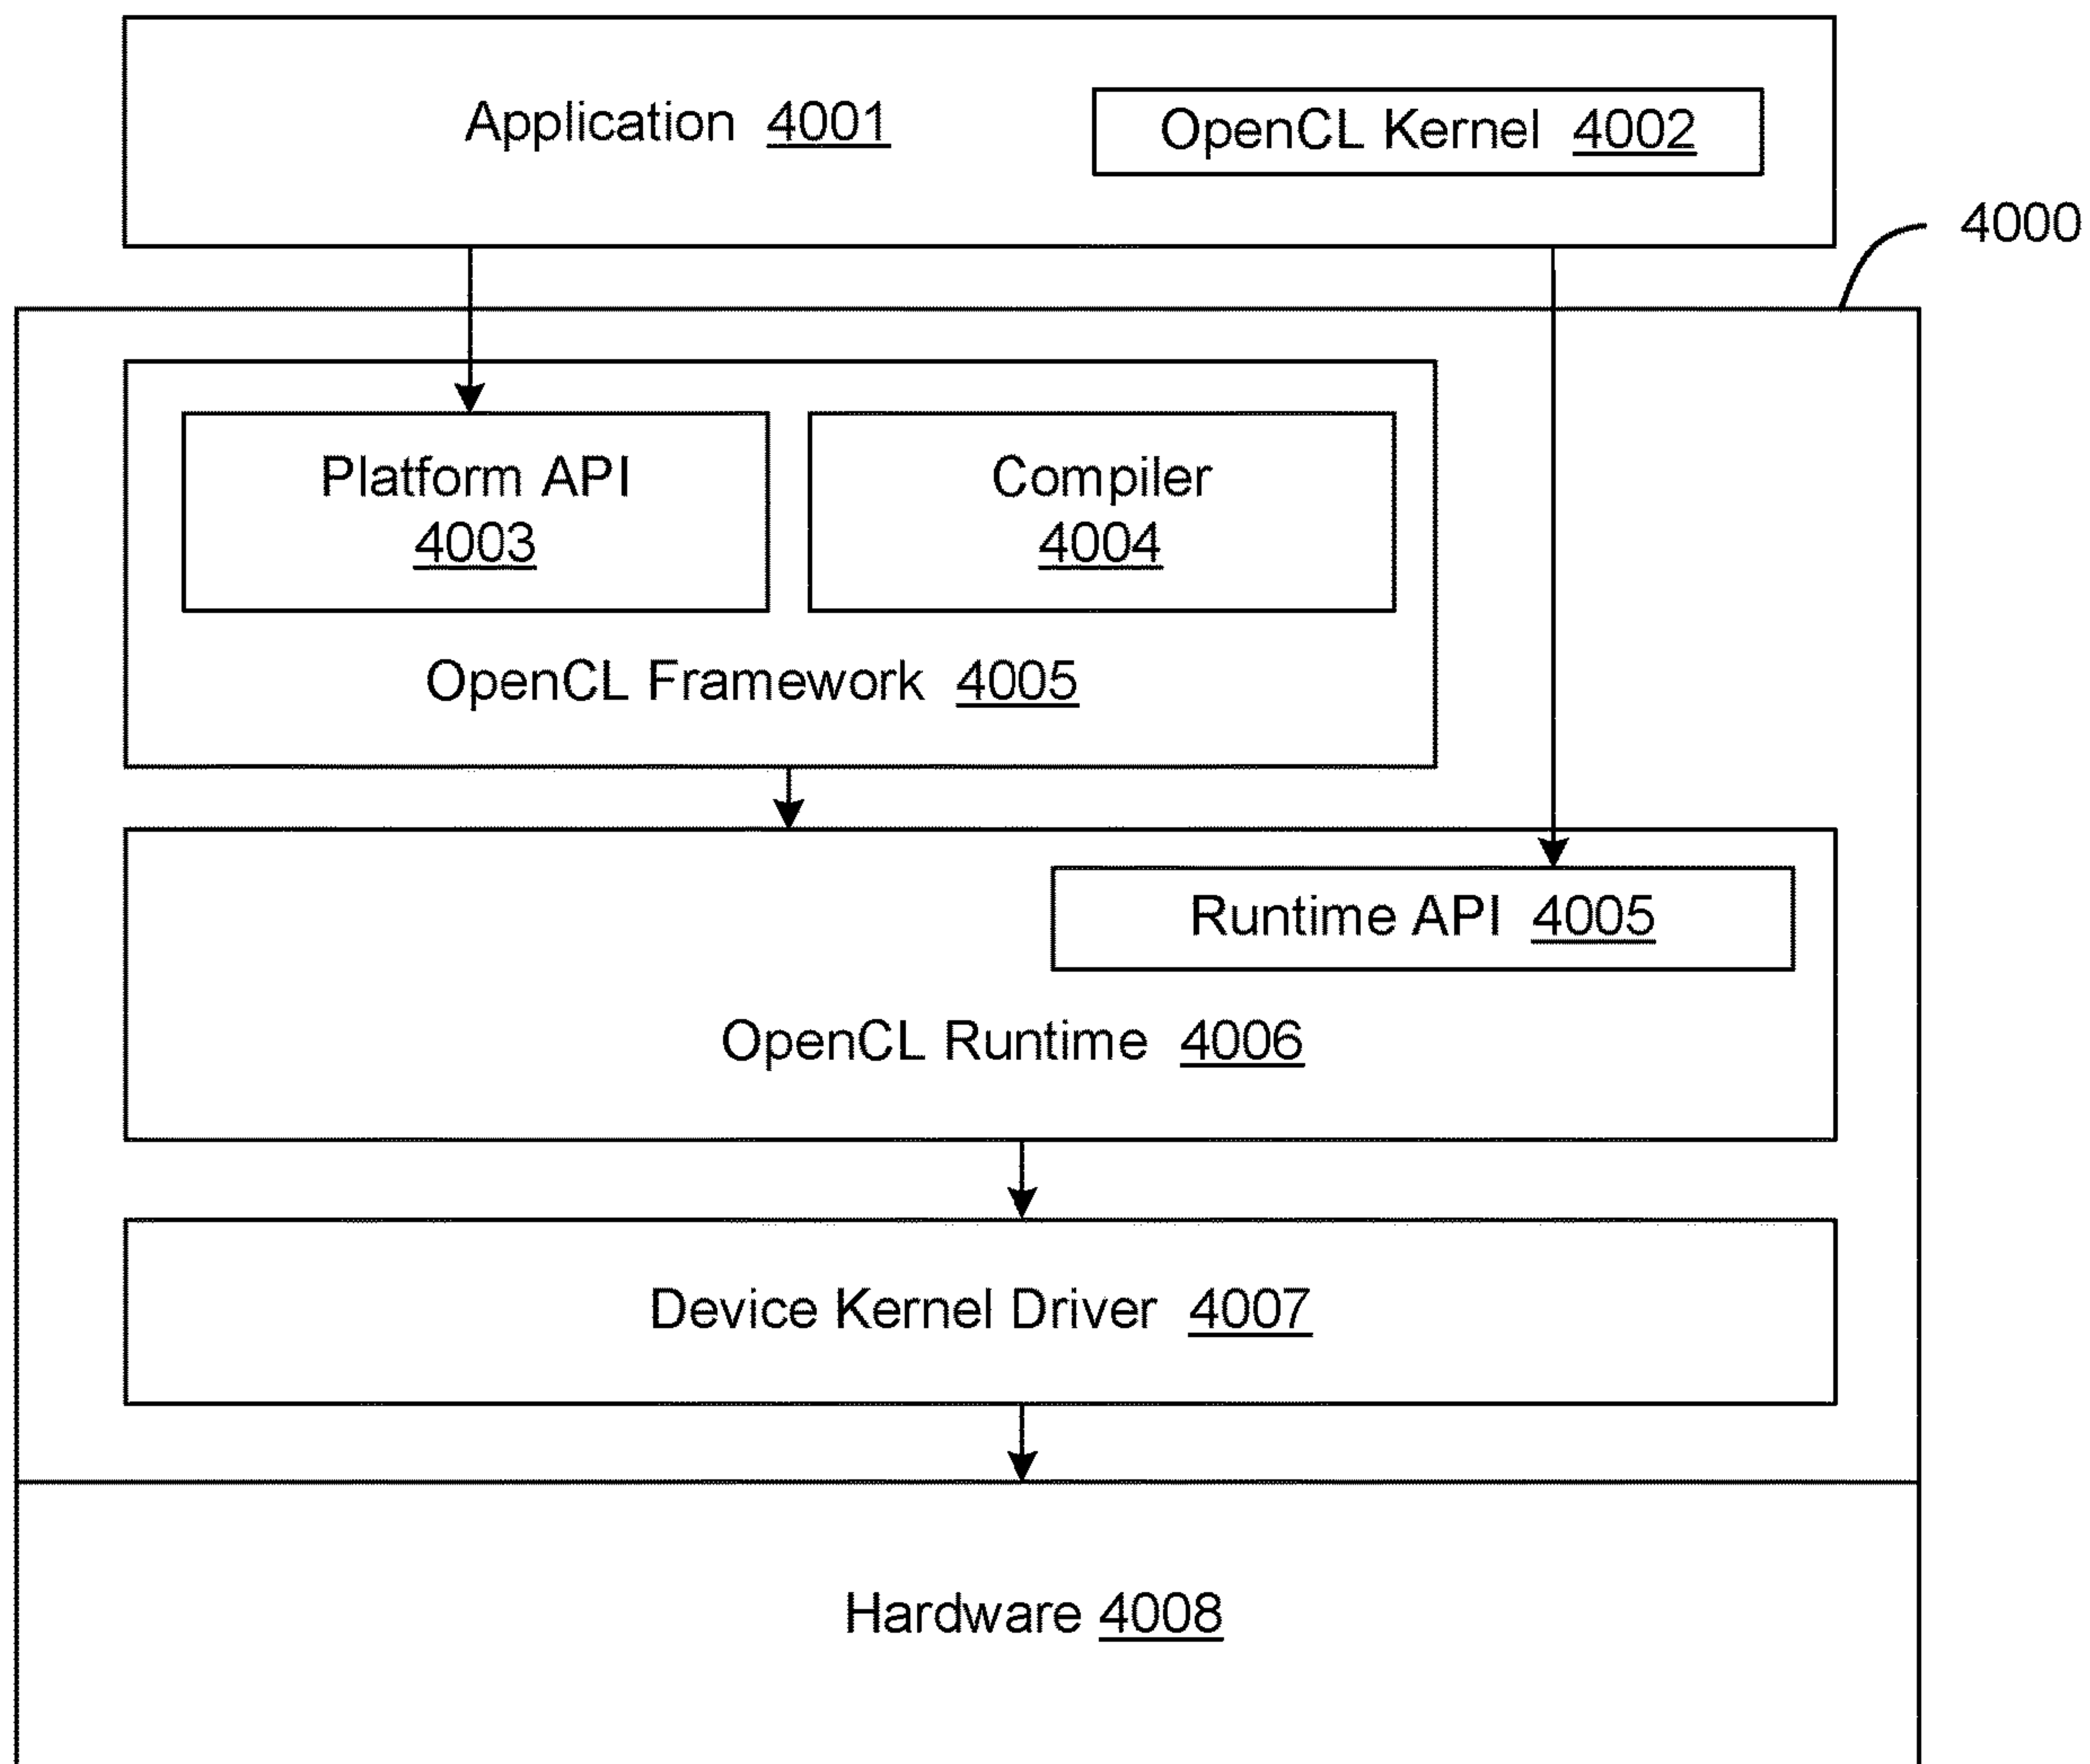 Application 4001
OpenCL Kernel 4002
4000
Platform API
4003
Compiler
4004
OpenCL Framework 4005
Runtime API 4005
OpenCL Runtime 4006
Device Kernel Driver 4007
Hardware 4008